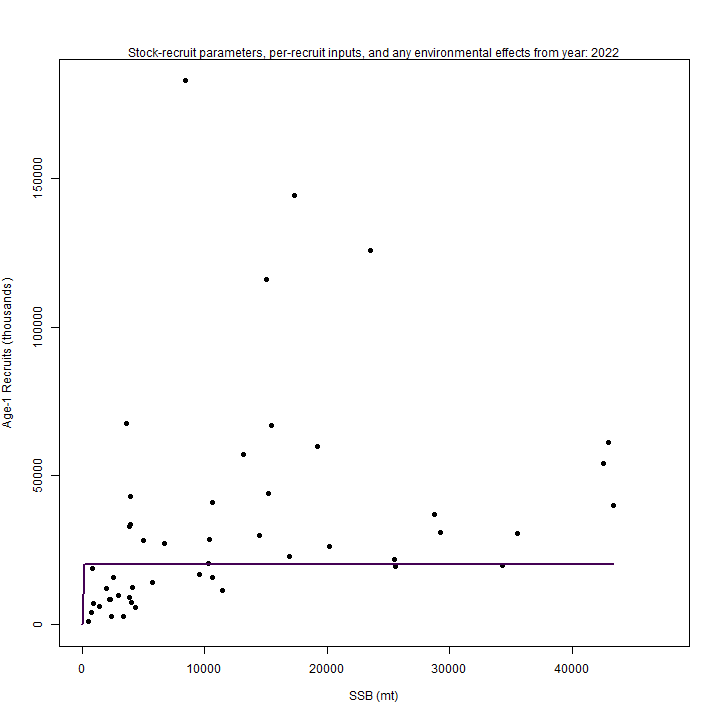 Stock-recruit parameters, per-recruit inputs, and any environmental effects from year: 2022
150000
100000
50000
0
Age-1 Recruits (thousands)
0 10000 20000 30000 40000
SSB (mt)